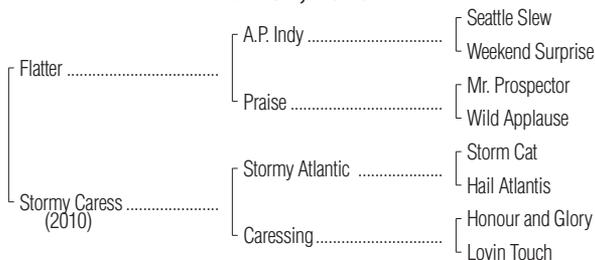 Seattle Slew
A.P. Indy
Weekend Surprise
Flatter
Mr. Prospector
Praise
Wild Applause
Storm Cat
Stormy Atlantic
Hail Atlantis
Stormy Caress
(2010)
Honour and Glory
Caressing
Lovin Touch